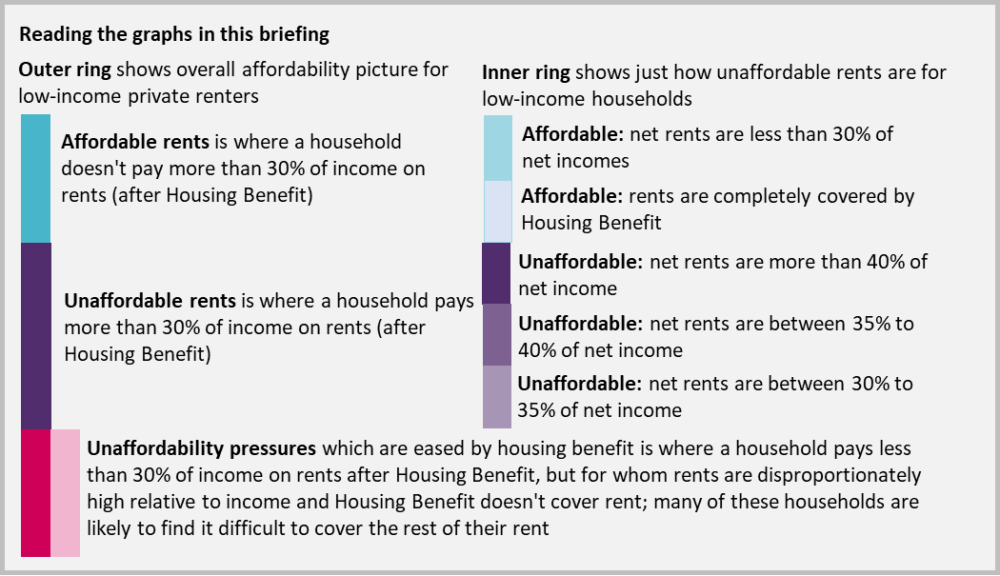 Reading the graphs in this briefing
Outer ring shows overall affordability picture for
low-income private renters
Affordable rents is where a household
doesn't pay more than 30% of income on
rents (after Housing Benefit)
Unaffordable rents is where a household pays
more than 30% of income on rents (after
Housing Benefit)
Inner ring shows just how unaffordable rents are for
low-income households
Affordable: net rents are less than 30% of
net incomes
Affordable: rents are completely covered by
Housing Benefit
Unaffordable: net rents are more than 40% of
net income
Unaffordable: net rents are between 35% to
40% of net income
Unaffordable: net rents are between 30% to
35% of net income
Unaffordability pressures which are eased by housing benefit is where a household pays less
than 30% of income on rents after Housing Benefit, but for whom rents are disproportionately
high relative to income and Housing Benefit doesn't cover rent; many of these households are
likely to find it difficult to cover the rest of their rent